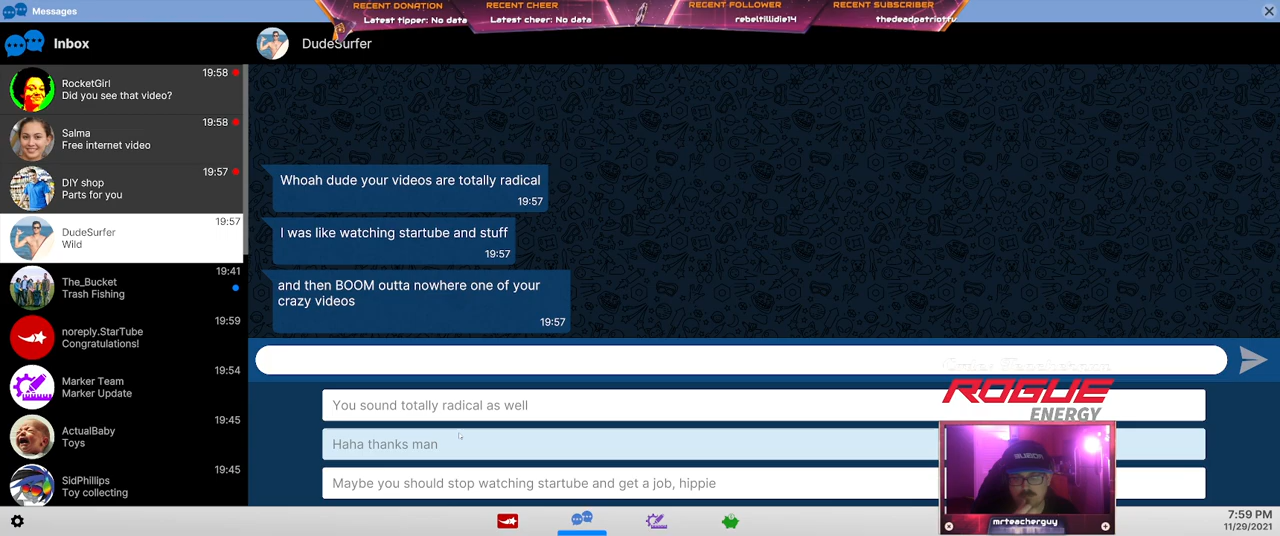 Messages
RECENT DONATION
Latest tipper: No data
RECENT CHEER
Latest cheer: No data
RECENT FOLLOWER
rebeltillidie14
RECENT SUBSCRIBER
Inbox
DudeSurfer
RocketGirl
19:58
Did you see that video?
Salma
19:58
Free internet video
DIY shop
19:57
Parts for you
DudeSurfer
19:57
Wild
The_Bucket
19:41
Trash Fishing
noreply.StarTube
19:59
Congratulations!
Marker Team
19:54
Marker Update
ActualBaby
19:45
Toys
SidPhillips
19:45
Toy collecting
Whoah dude your videos are totally radical
19:57
I was like watching startube and stuff
19:57
and then BOOM outta nowhere one of your
crazy videos
19:57
You sound totally radical as well
Haha thanks man
Maybe you should stop watching startube and get a job, hippie
ROGUE
ENERGY
mrteacherguy
7:59 PM
11/29/2021